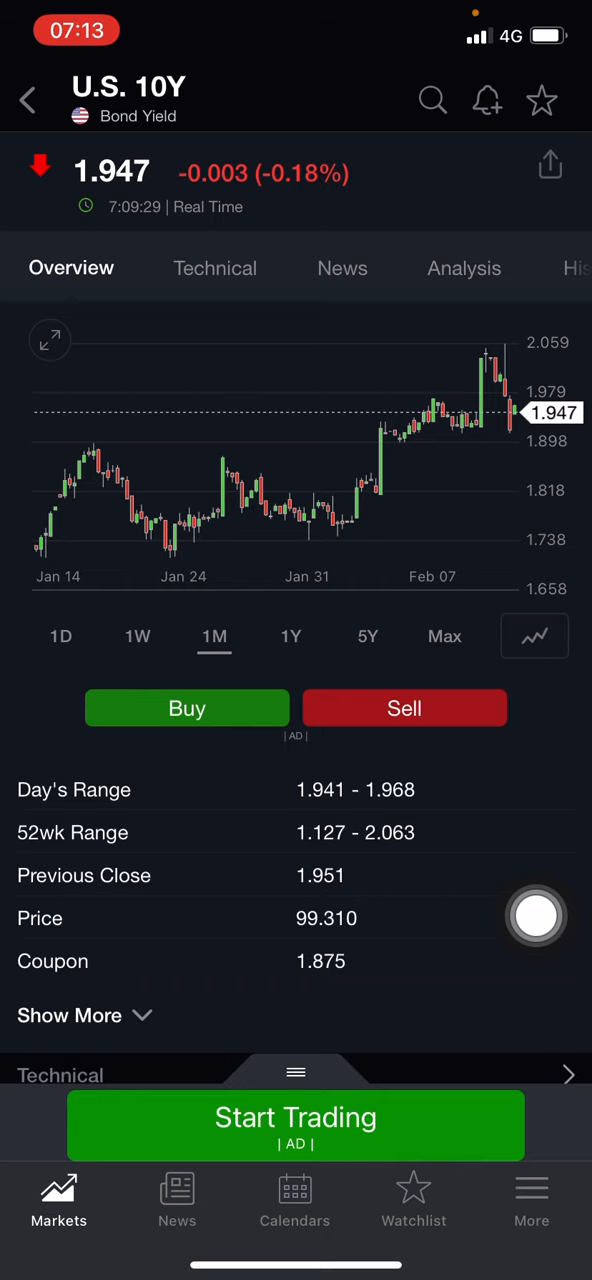 07:13
4G
U.S. 10Y
Bond Yield
1.947 -0.003 (-0.18%)
7:09:29 | Real Time
Overview Technical News Analysis His
2.059
1.979
1.947
1.898
1.818
1.738
Jan 14 Jan 24 Jan 31 Feb 07
1.658
1D 1W 1M 1Y 5Y Max
Buy Sell
| AD |
Day's Range 1.941 - 1.968
52wk Range 1.127 - 2.063
Previous Close 1.951
Price 99.310
Coupon 1.875
Show More
Technical
Start Trading
| AD |
Markets News Calendars Watchlist More